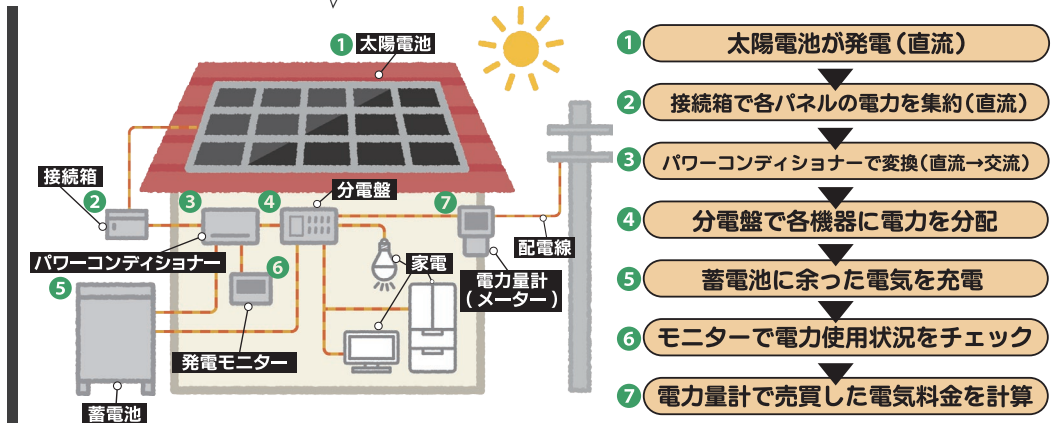 ① 太陽電池
接続箱
②
③
④
分電盤
⑦
パワーコンディショナー
⑥
家電
配電線
電力量計
(メーター)
⑤
発電モニター
蓄電池
① 太陽電池が発電(直流)
② 接続箱で各パネルの電力を集約(直流)
③ パワーコンディショナーで変換(直流→交流)
④ 分電盤で各機器に電力を分配
⑤ 蓄電池に余った電気を充電
⑥ モニターで電力使用状況をチェック
⑦ 電力量計で売買した電気料金を計算